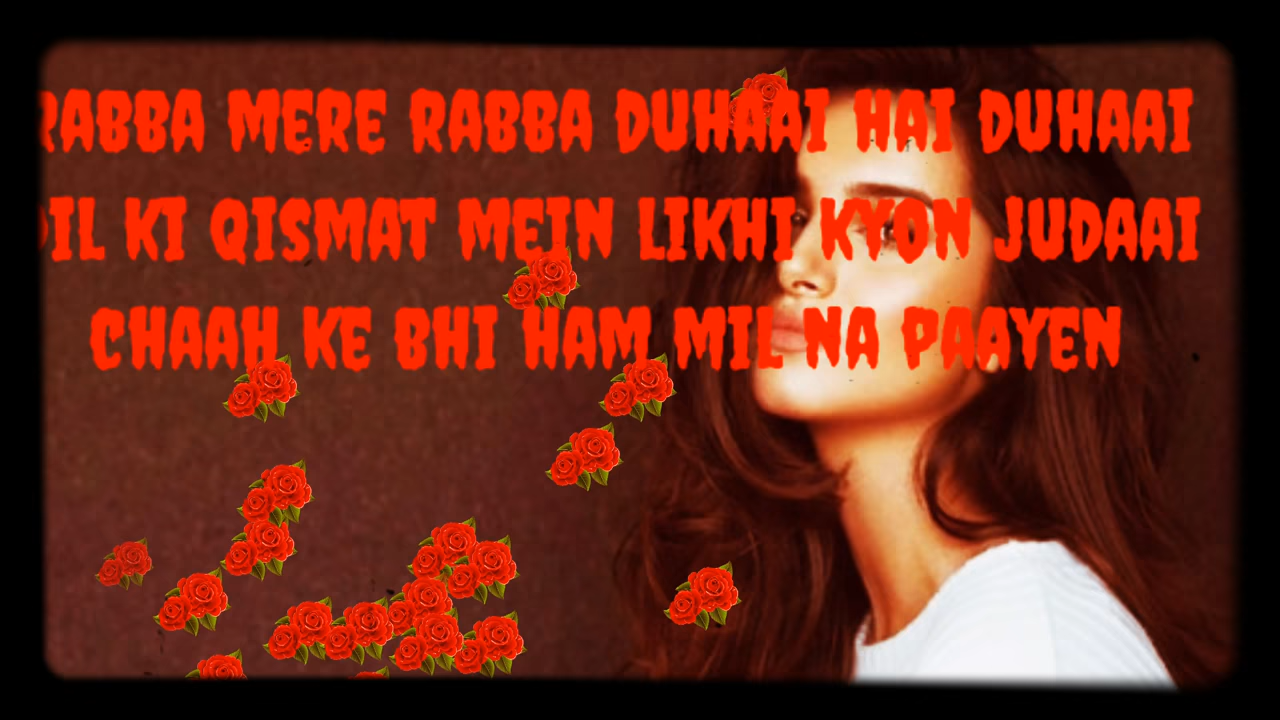 RABBA MERE RABBA DUHAAI HAI DUHAAI
DIL KI QISMAT MEIN LIKHI KYON JUDAAI
CHAAH KE BHI HAM MIL NA PAAYEN